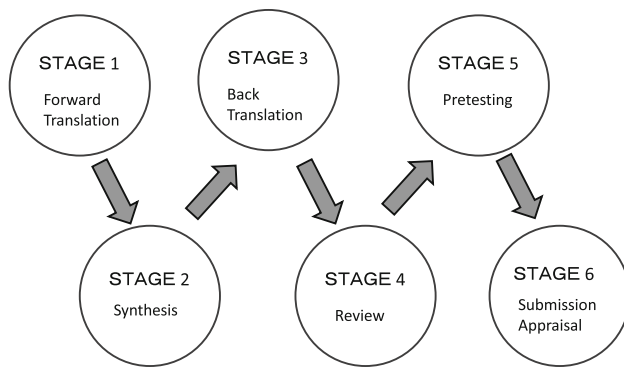 STAGE 1
Forward
Translation
STAGE 2
Synthesis
STAGE 3
Back
Translation
STAGE 4
Review
STAGE 5
Pretesting
STAGE 6
Submission
Appraisal